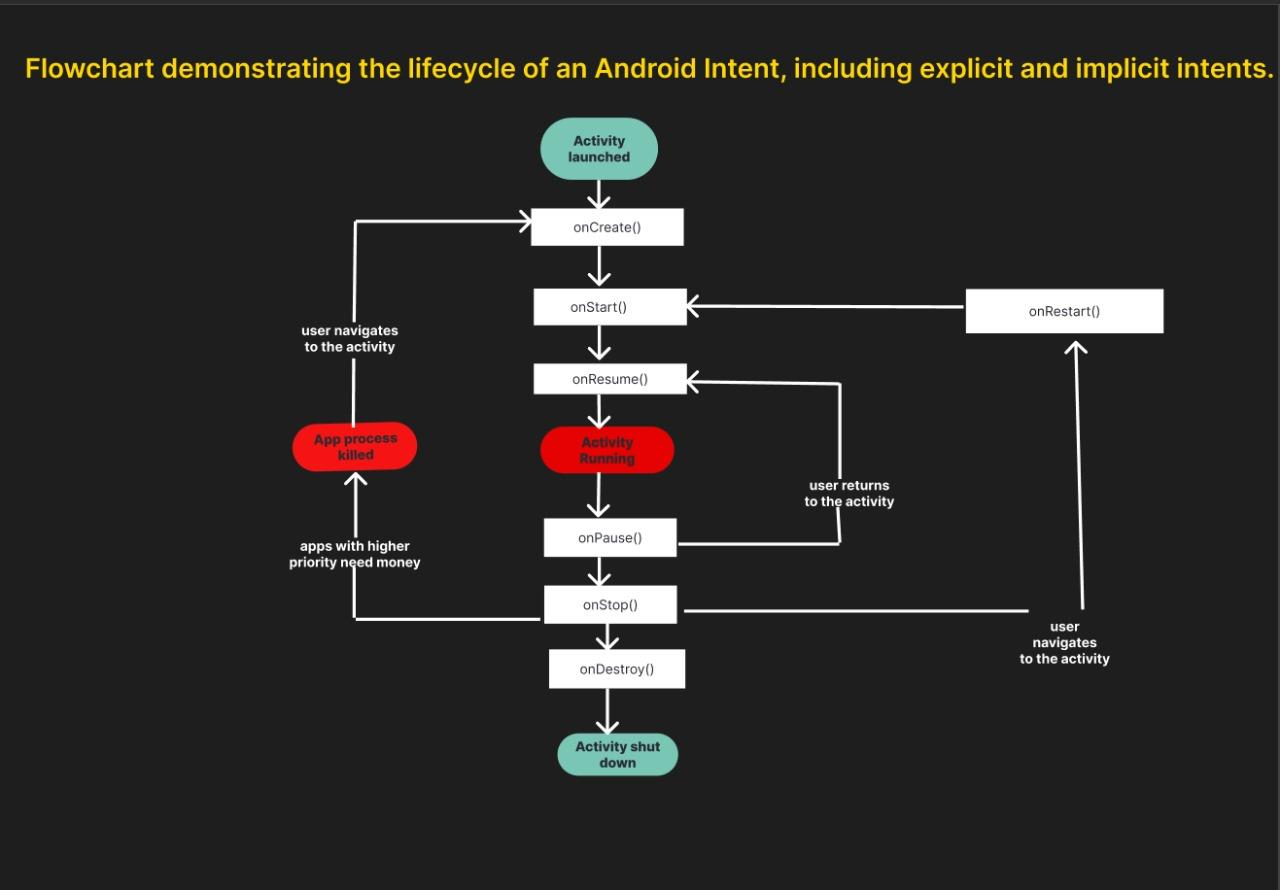 Flowchart demonstrating the lifecycle of an Android Intent, including explicit and implicit intents.
Activity
launched
onCreate()
onStart()
onRestart()
user navigates
to the activity
onResume()
App process
killed
Activity
Running
user returns
to the activity
onPause()
apps with higher
priority need money
onStop()
user
navigates
to the activity
onDestroy()
Activity shut
down